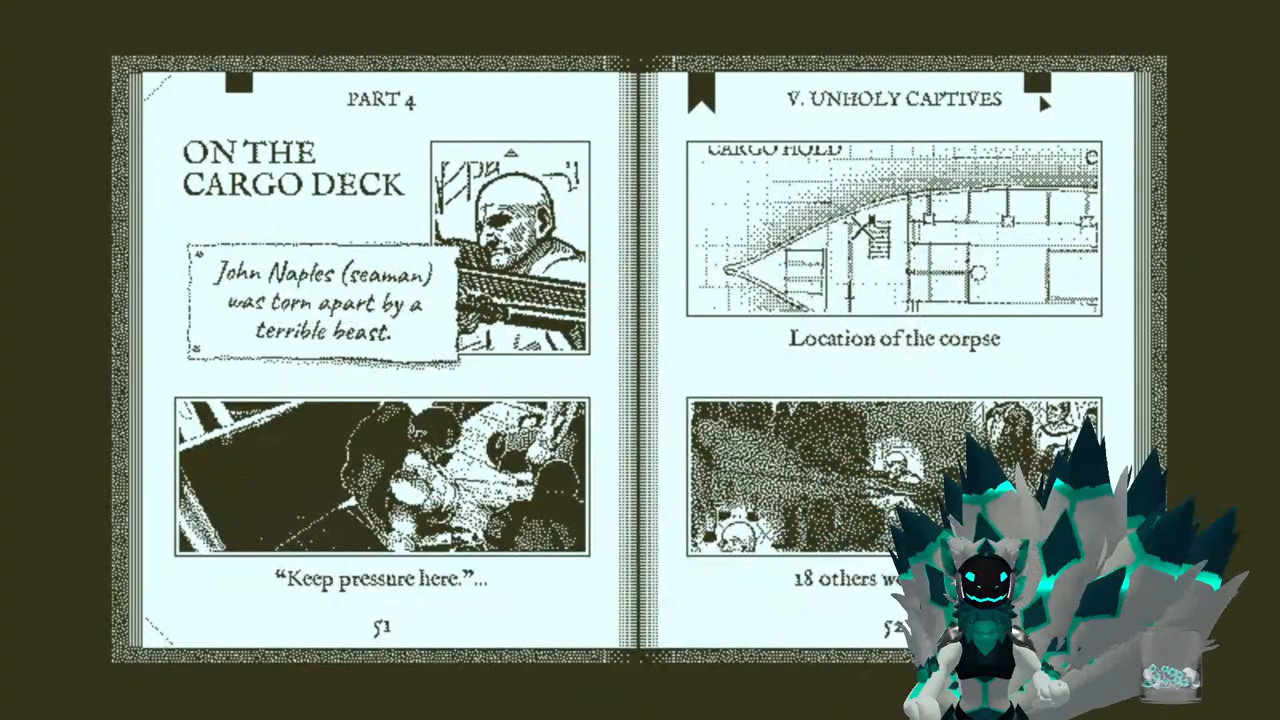 PART 4
ON THE
CARGO DECK
John Naples (seaman)
was torn apart by a
terrible beast.
"Keep pressure here."...
51
V. UNHOLY CAPTIVES
CARGO HOLD
Location of the corpse
18 others
52